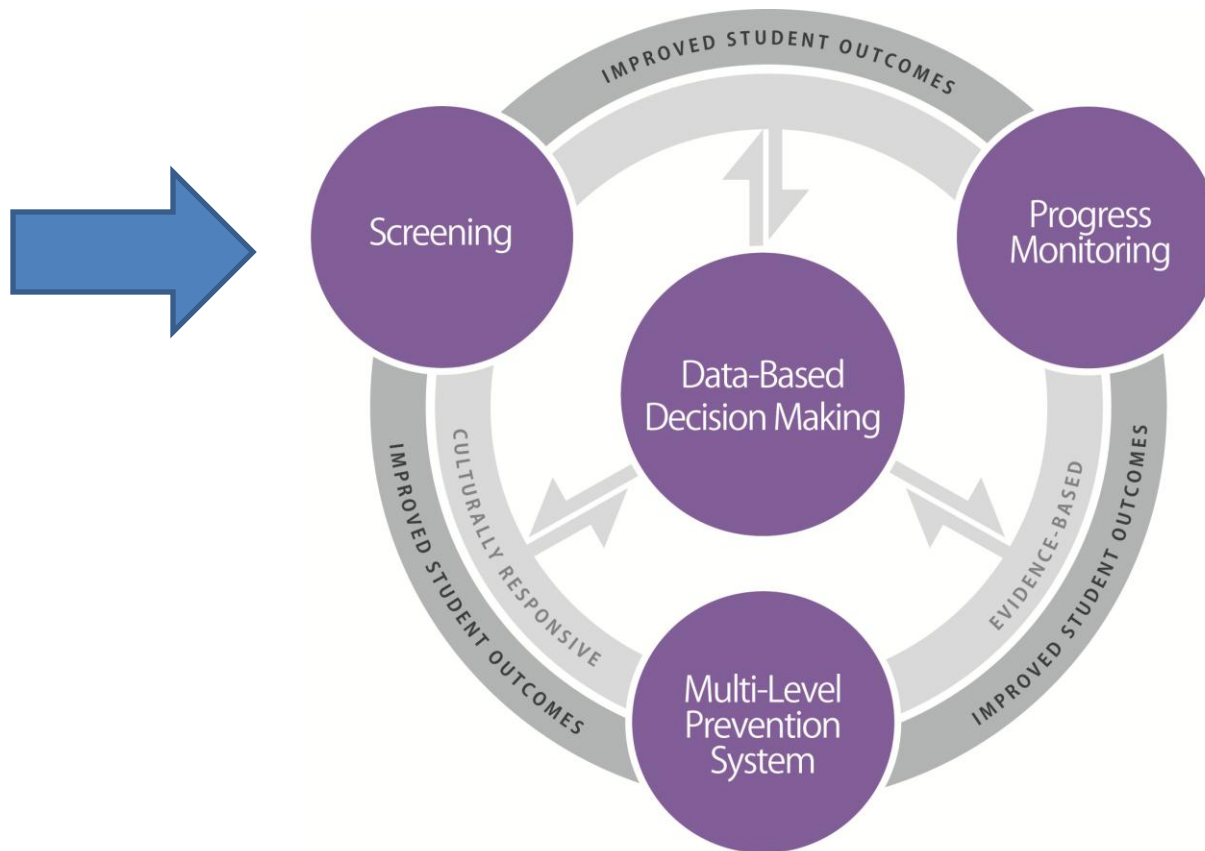 IMPROVED STUDENT OUTCOMES
Screening
Progress
Monitoring
Data-Based
Decision Making
IMPROVED STUDENT OUTCOMES
CULTURALLY RESPONSIVE
EVIDENCE-BASED
IMPROVED STUDENT OUTCOMES
Multi-Level
Prevention
System